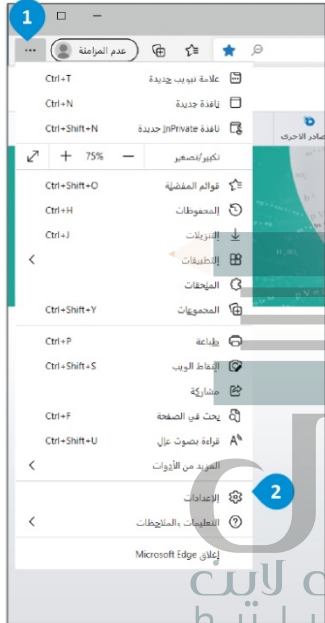 1
عدم المزامنة
علامة تبويب جديدة Ctrl+T
نافذة جديدة Ctrl+N
نافذة InPrivate جديدة Ctrl+Shift+N
تكبير/تصغير — 75% +
قوائم المفضلة Ctrl+Shift+O
المحفوظات Ctrl+H
التنزيلات Ctrl+J
التطبيقات
الملحقات
المجموعات Ctrl+Shift+Y
طباعة Ctrl+P
التقاط الويب Ctrl+Shift+S
مشاركة
بحث في الصفحة Ctrl+F
قراءة بصوت عالٍ Ctrl+Shift+U
المزيد من الأدوات
الإعدادات 2
التعليمات والملاحظات
إغلاق Microsoft Edge
صادر الأخرى